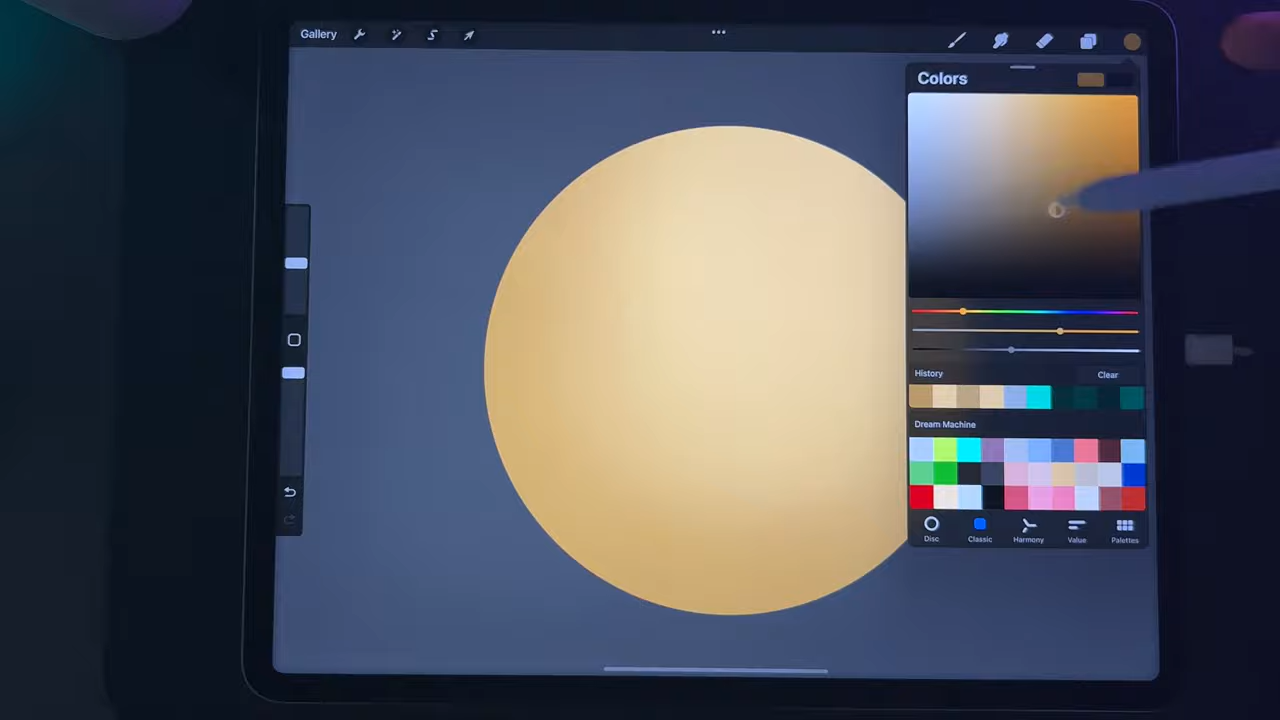 Gallery
Colors
History
Clear
Dream Machine
Disc
Classic
Harmony
Value
Palettes